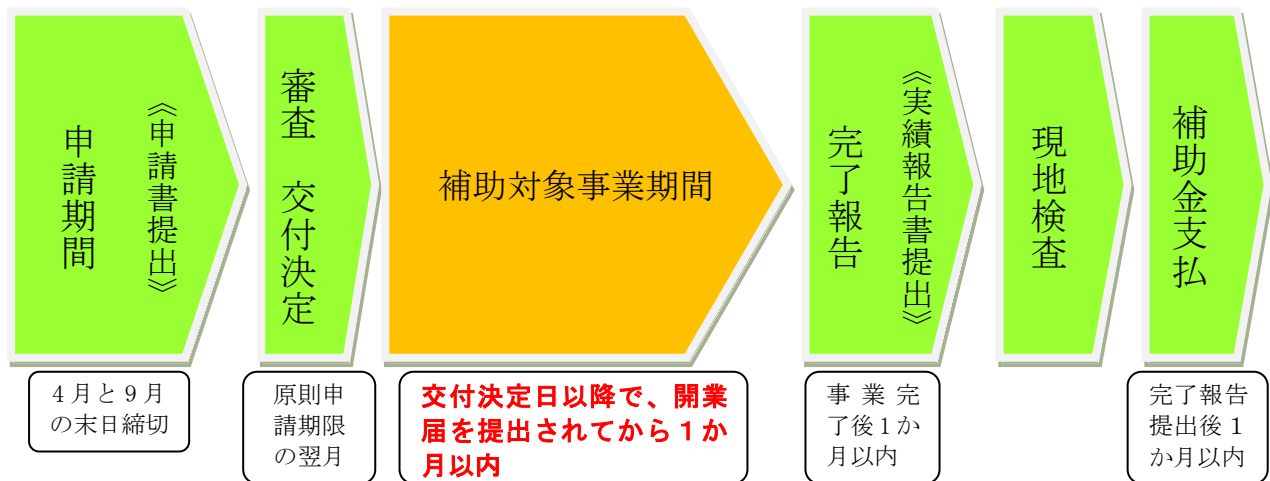 申請期間
《申請書提出》
審査　交付決定
補助対象事業期間
完了報告
《実績報告書提出》
現地検査
補助金支払
4月と9月
の末日締切
原則申
請期限
の翌月
交付決定日以降で、開業
届を提出されてから１か
月以内
事業完
了後1か
月以内
完了報告
提出後1
か月以内